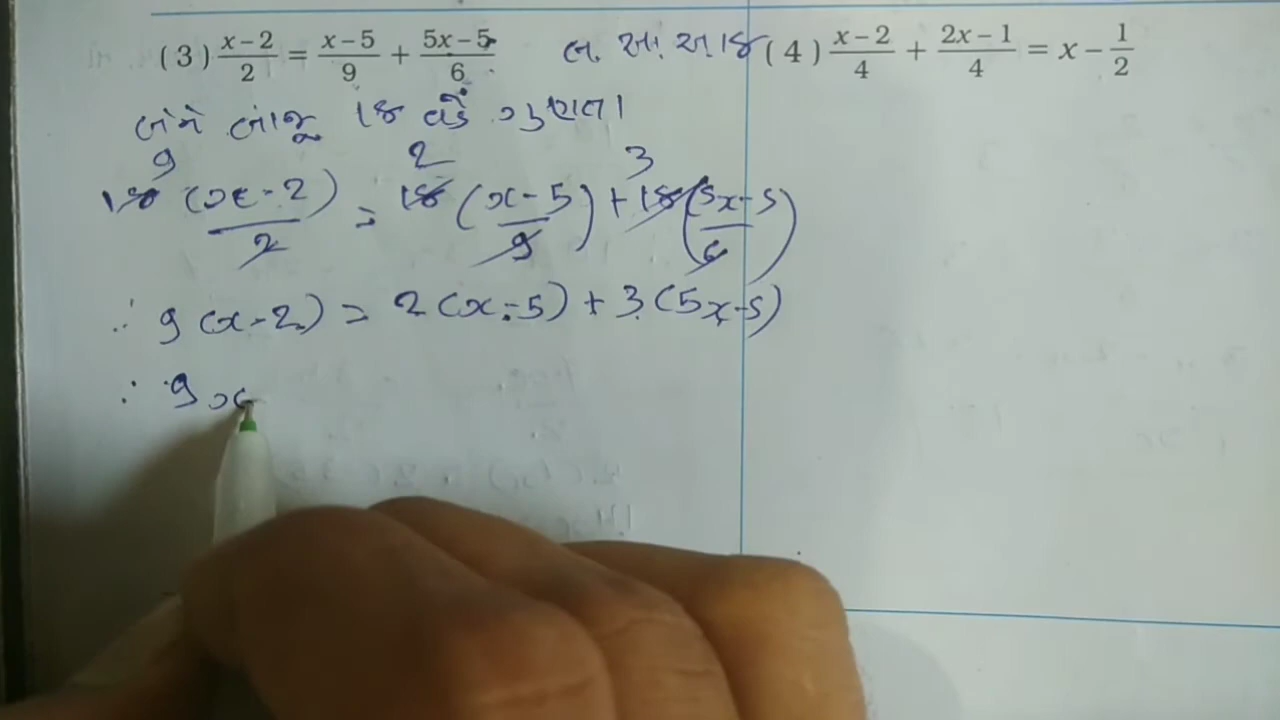 (3) x-2/2 = x-5/9 + 5x-5/6 લ. સા. અ. ૧૮ (4) x-2/4 + 2x-1/4 = x - 1/2
બંને બાજૂ ૧૮ વડે ગુણતા
9 2 3
18 (x-2)/2 = 18 (x-5/9) + 18 (5x-5/6)
∴ 9 (x-2) = 2 (x-5) + 3 (5x-5)
∴ 9x